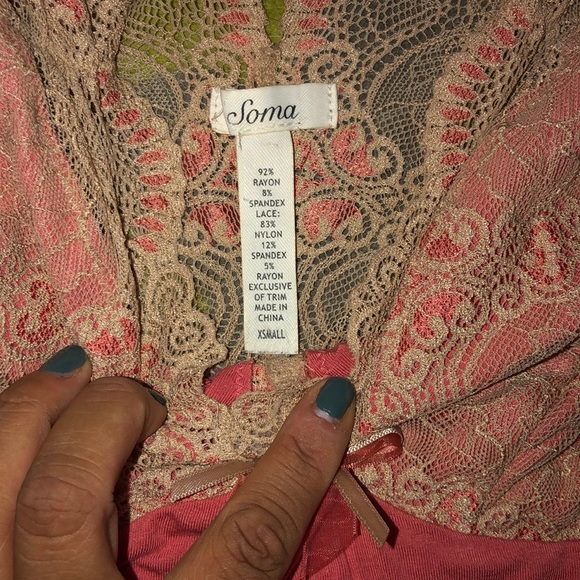 Soma
92%
RAYON
8%
SPANDEX
LACE:
83%
NYLON
12%
SPANDEX
5%
RAYON
EXCLUSIVE
OF TRIM
MADE IN
CHINA
XSMALL